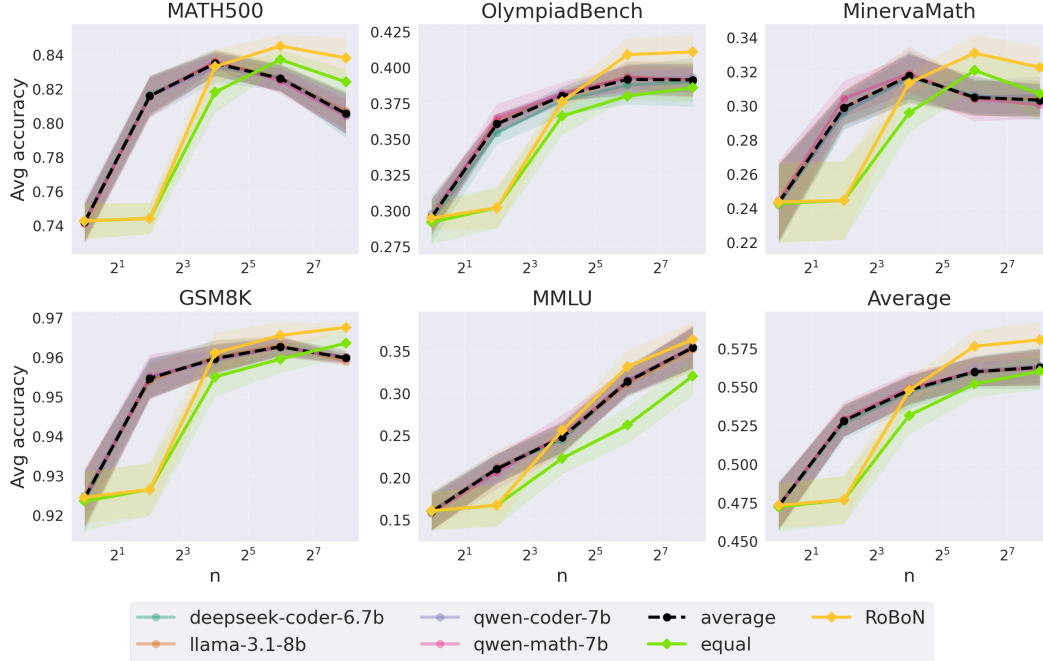 MATH500
OlympiadBench
MinervaMath
Avg accuracy
0.84
0.82
0.80
0.78
0.76
0.74
2^1 2^3 2^5 2^7
0.425
0.400
0.375
0.350
0.325
0.300
0.275
2^1 2^3 2^5 2^7
0.34
0.32
0.30
0.28
0.26
0.24
0.22
2^1 2^3 2^5 2^7
GSM8K
MMLU
Average
Avg accuracy
0.97
0.96
0.95
0.94
0.93
0.92
2^1 2^3 2^5 2^7
n
0.35
0.30
0.25
0.20
0.15
2^1 2^3 2^5 2^7
n
0.575
0.550
0.525
0.500
0.475
0.450
2^1 2^3 2^5 2^7
n
deepseek-coder-6.7b qwen-coder-7b average RoBoN
llama-3.1-8b qwen-math-7b equal